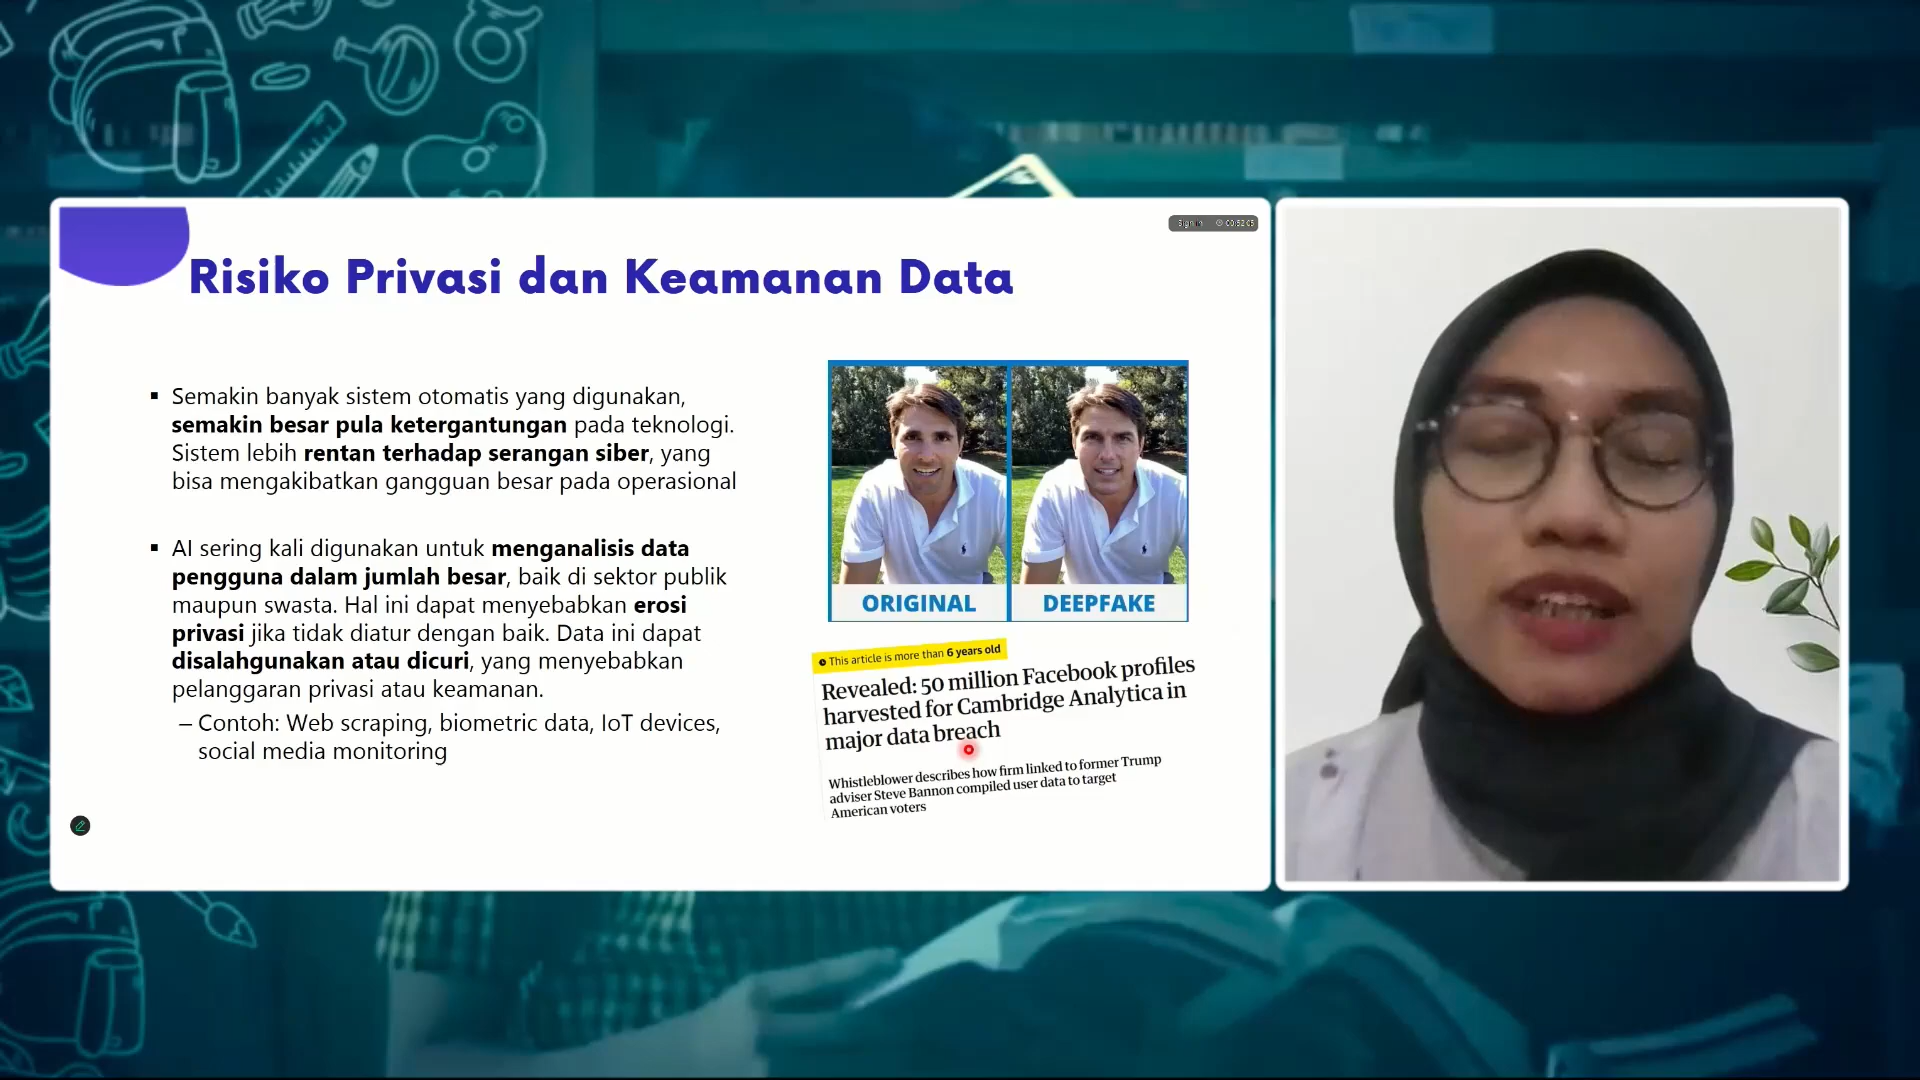 Sign in 00:52:05
Risiko Privasi dan Keamanan Data
▪ Semakin banyak sistem otomatis yang digunakan,
semakin besar pula ketergantungan pada teknologi.
Sistem lebih rentan terhadap serangan siber, yang
bisa mengakibatkan gangguan besar pada operasional
▪ AI sering kali digunakan untuk menganalisis data
pengguna dalam jumlah besar, baik di sektor publik
maupun swasta. Hal ini dapat menyebabkan erosi
privasi jika tidak diatur dengan baik. Data ini dapat
disalahgunakan atau dicuri, yang menyebabkan
pelanggaran privasi atau keamanan.
– Contoh: Web scraping, biometric data, IoT devices,
social media monitoring
ORIGINAL
DEEPFAKE
This article is more than 6 years old
Revealed: 50 million Facebook profiles
harvested for Cambridge Analytica in
major data breach
Whistleblower describes how firm linked to former Trump
adviser Steve Bannon compiled user data to target
American voters